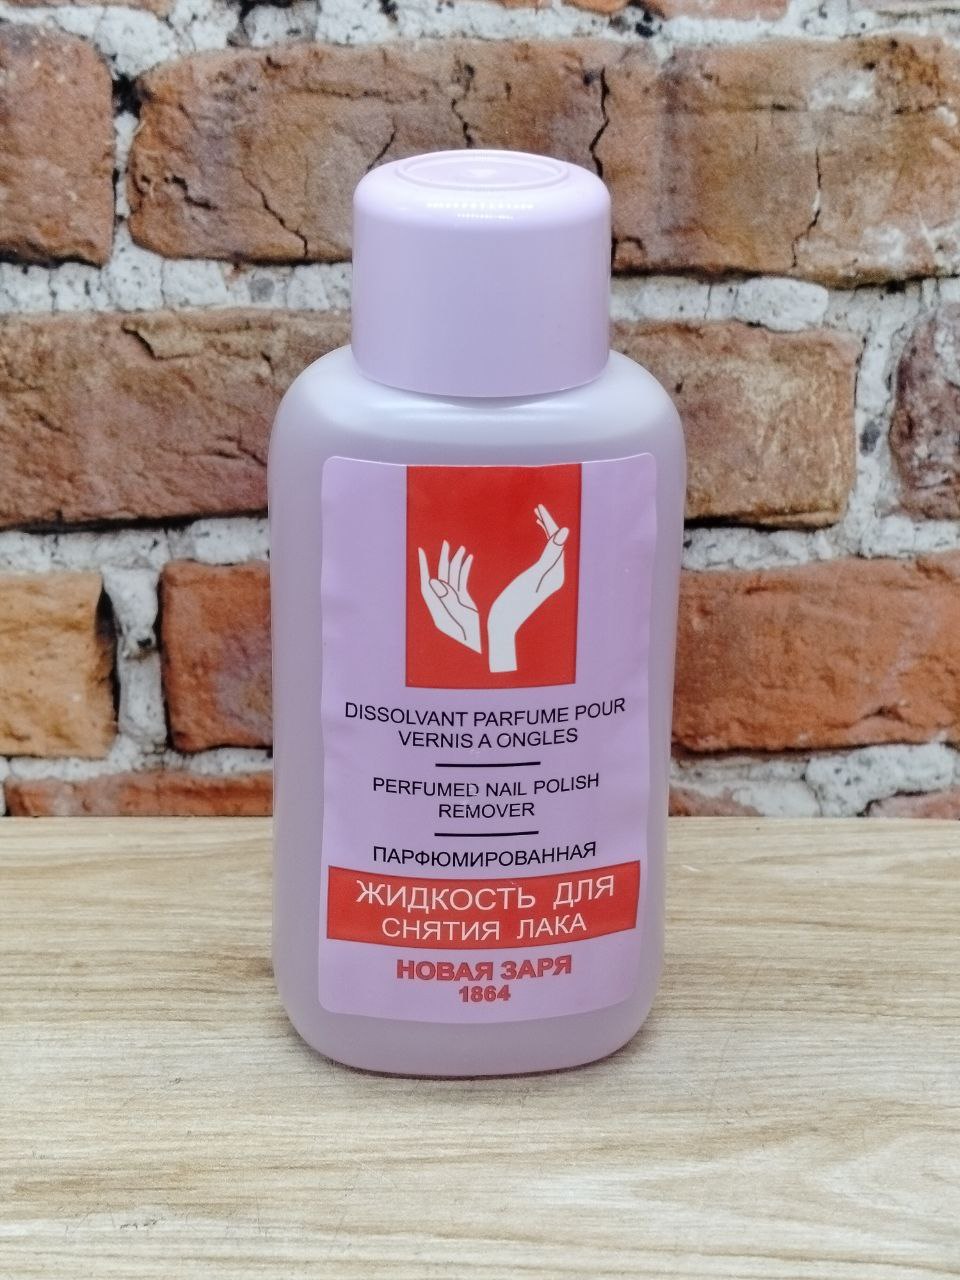 DISSOLVANT PARFUME POUR
VERNIS A ONGLES
PERFUMED NAIL POLISH
REMOVER
ПАРФЮМИРОВАННАЯ
ЖИДКОСТЬ ДЛЯ
СНЯТИЯ ЛАКА
НОВАЯ ЗАРЯ
1864